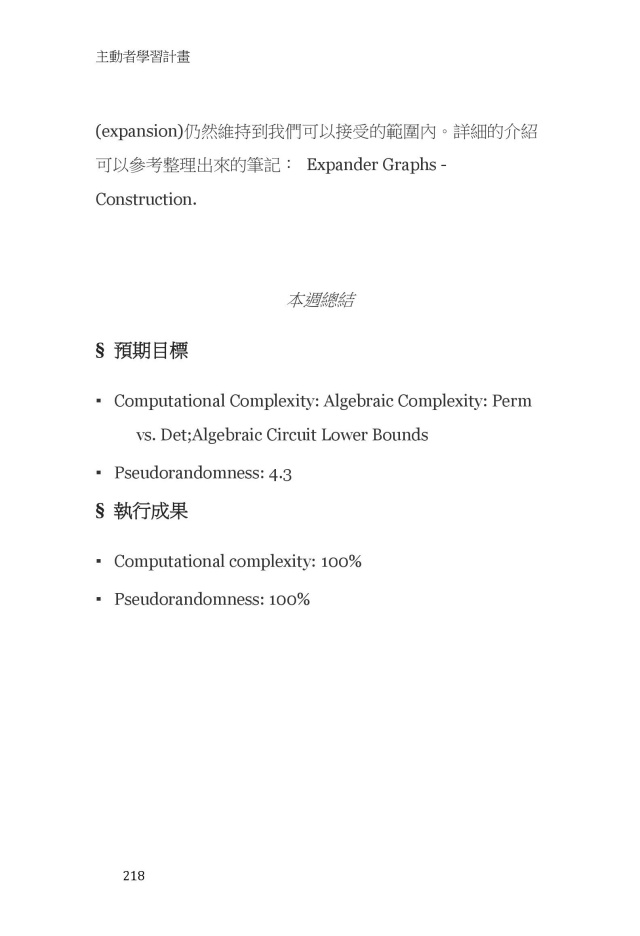 主動者學習計畫
(expansion)仍然維持到我們可以接受的範圍內。詳細的介紹
可以參考整理出來的筆記： Expander Graphs -
Construction.
本週總結
§ 預期目標
▪ Computational Complexity: Algebraic Complexity: Perm
vs. Det;Algebraic Circuit Lower Bounds
▪ Pseudorandomness: 4.3
§ 執行成果
▪ Computational complexity: 100%
▪ Pseudorandomness: 100%
218